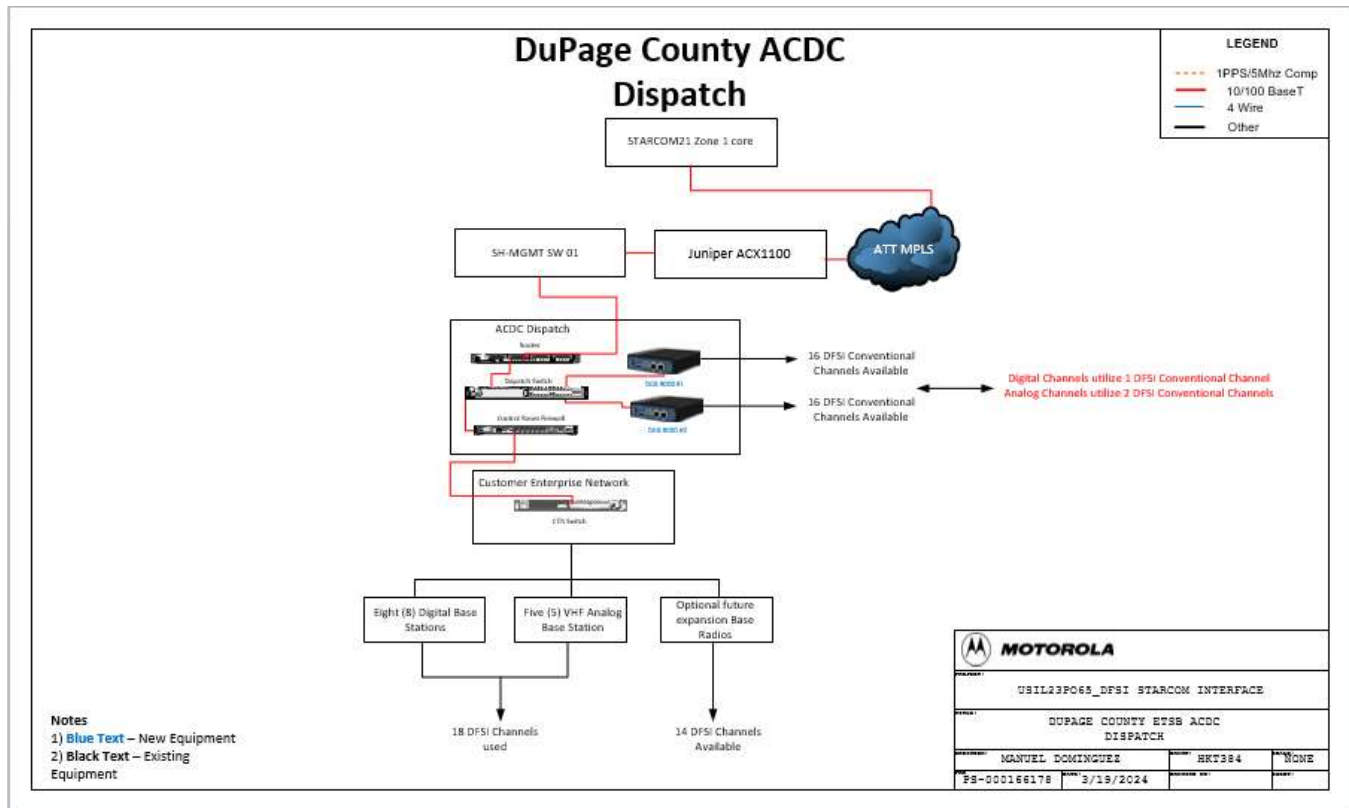 DuPage County ACDC
Dispatch
LEGEND
1PPS/5Mhz Comp
10/100 BaseT
4 Wire
Other
STARCOM21 Zone 1 core
SH-MGMT SW 01
Juniper ACX1100
ATT MPLS
ACDC Dispatch
Router
Dispatch Switch
Control Room Firewall
16 DFSI Conventional
Channels Available
16 DFSI Conventional
Channels Available
Digital Channels utilize 1 DFSI Conventional Channel
Analog Channels utilize 2 DFSI Conventional Channels
Customer Enterprise Network
Switch
Eight (8) Digital Base
Stations
Five (5) VHF Analog
Base Station
Optional future
expansion Base
Radios
18 DFSI Channels
used
14 DFSI Channels
Available
Notes
1) Blue Text – New Equipment
2) Black Text – Existing
Equipment
MOTOROLA
USIL23P065_DFSI STARCOM INTERFACE
DUPAGE COUNTY ETSB ACDC
DISPATCH
MANUEL DOMINGUEZ
HKT384
NONE
PS-000166178
3/19/2024